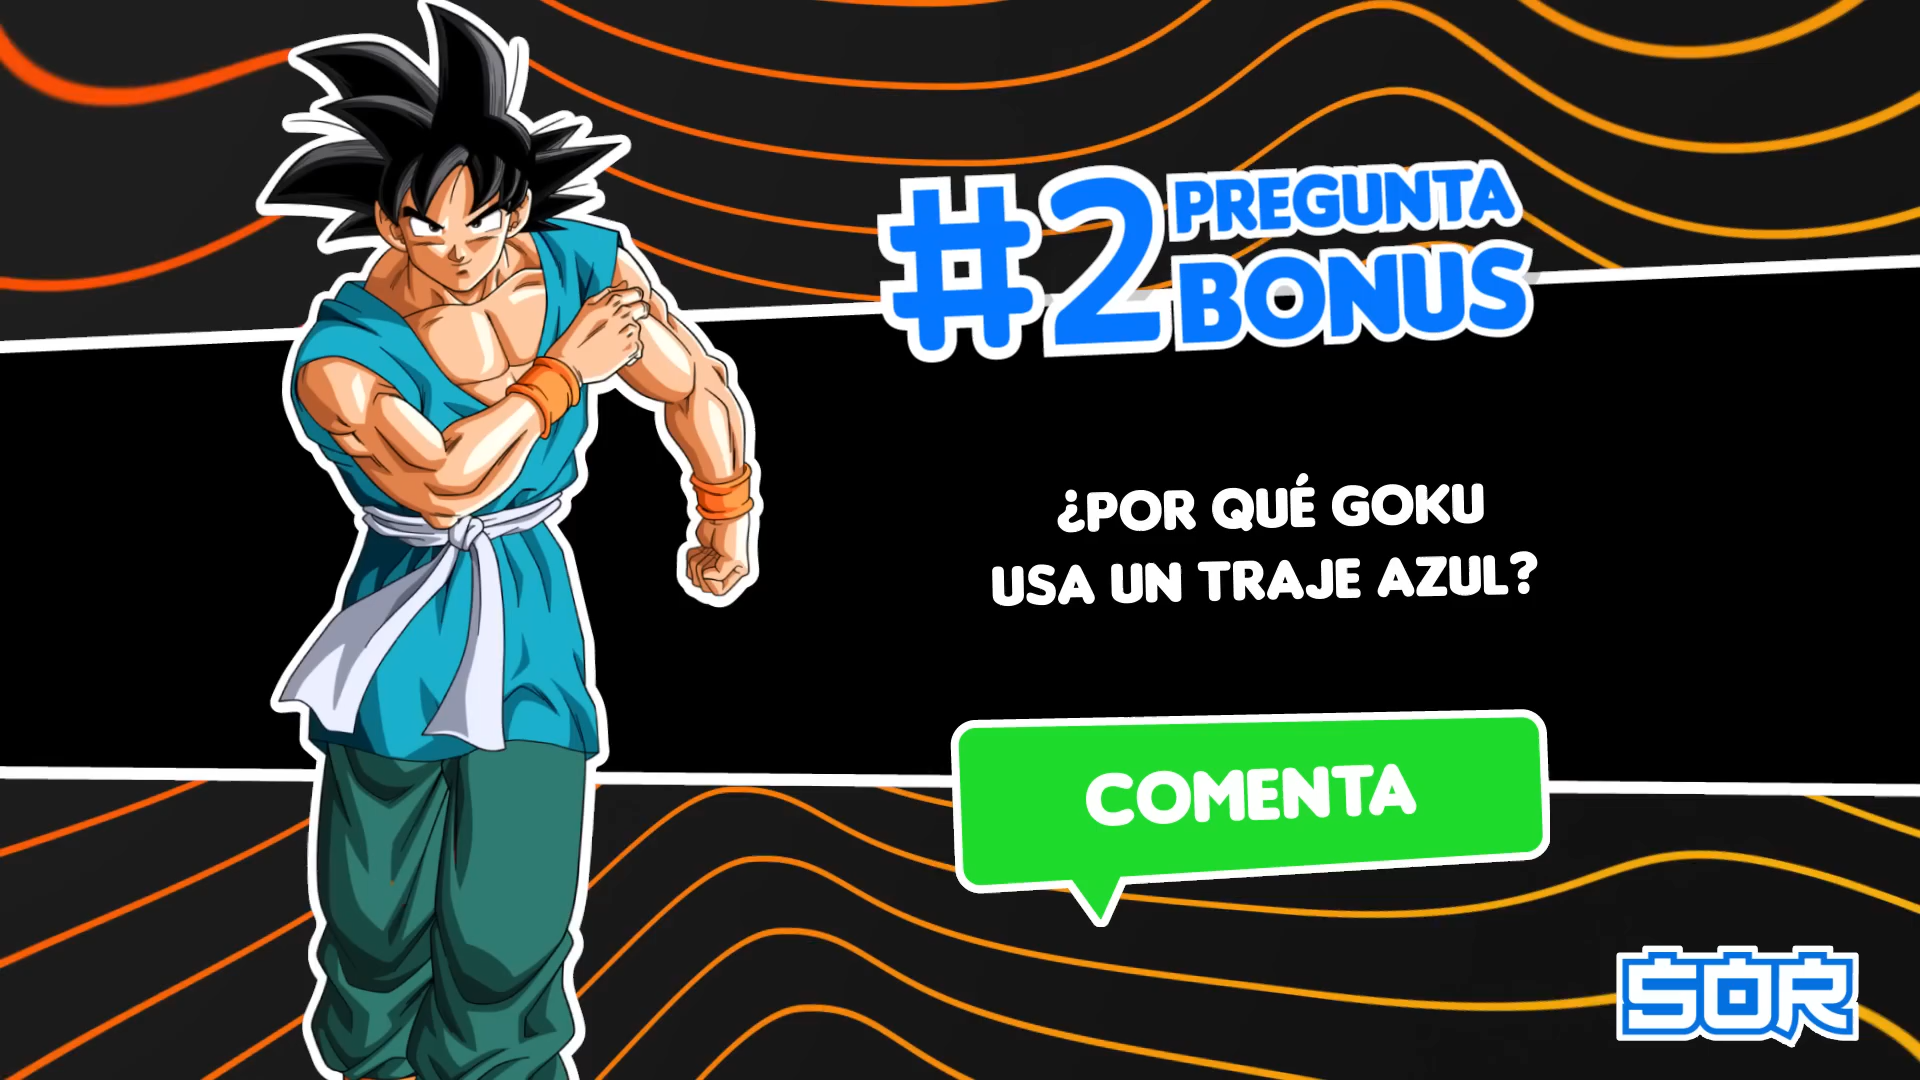 #2 PREGUNTA
BONUS
¿POR QUÉ GOKU
USA UN TRAJE AZUL?
COMENTA
SOR